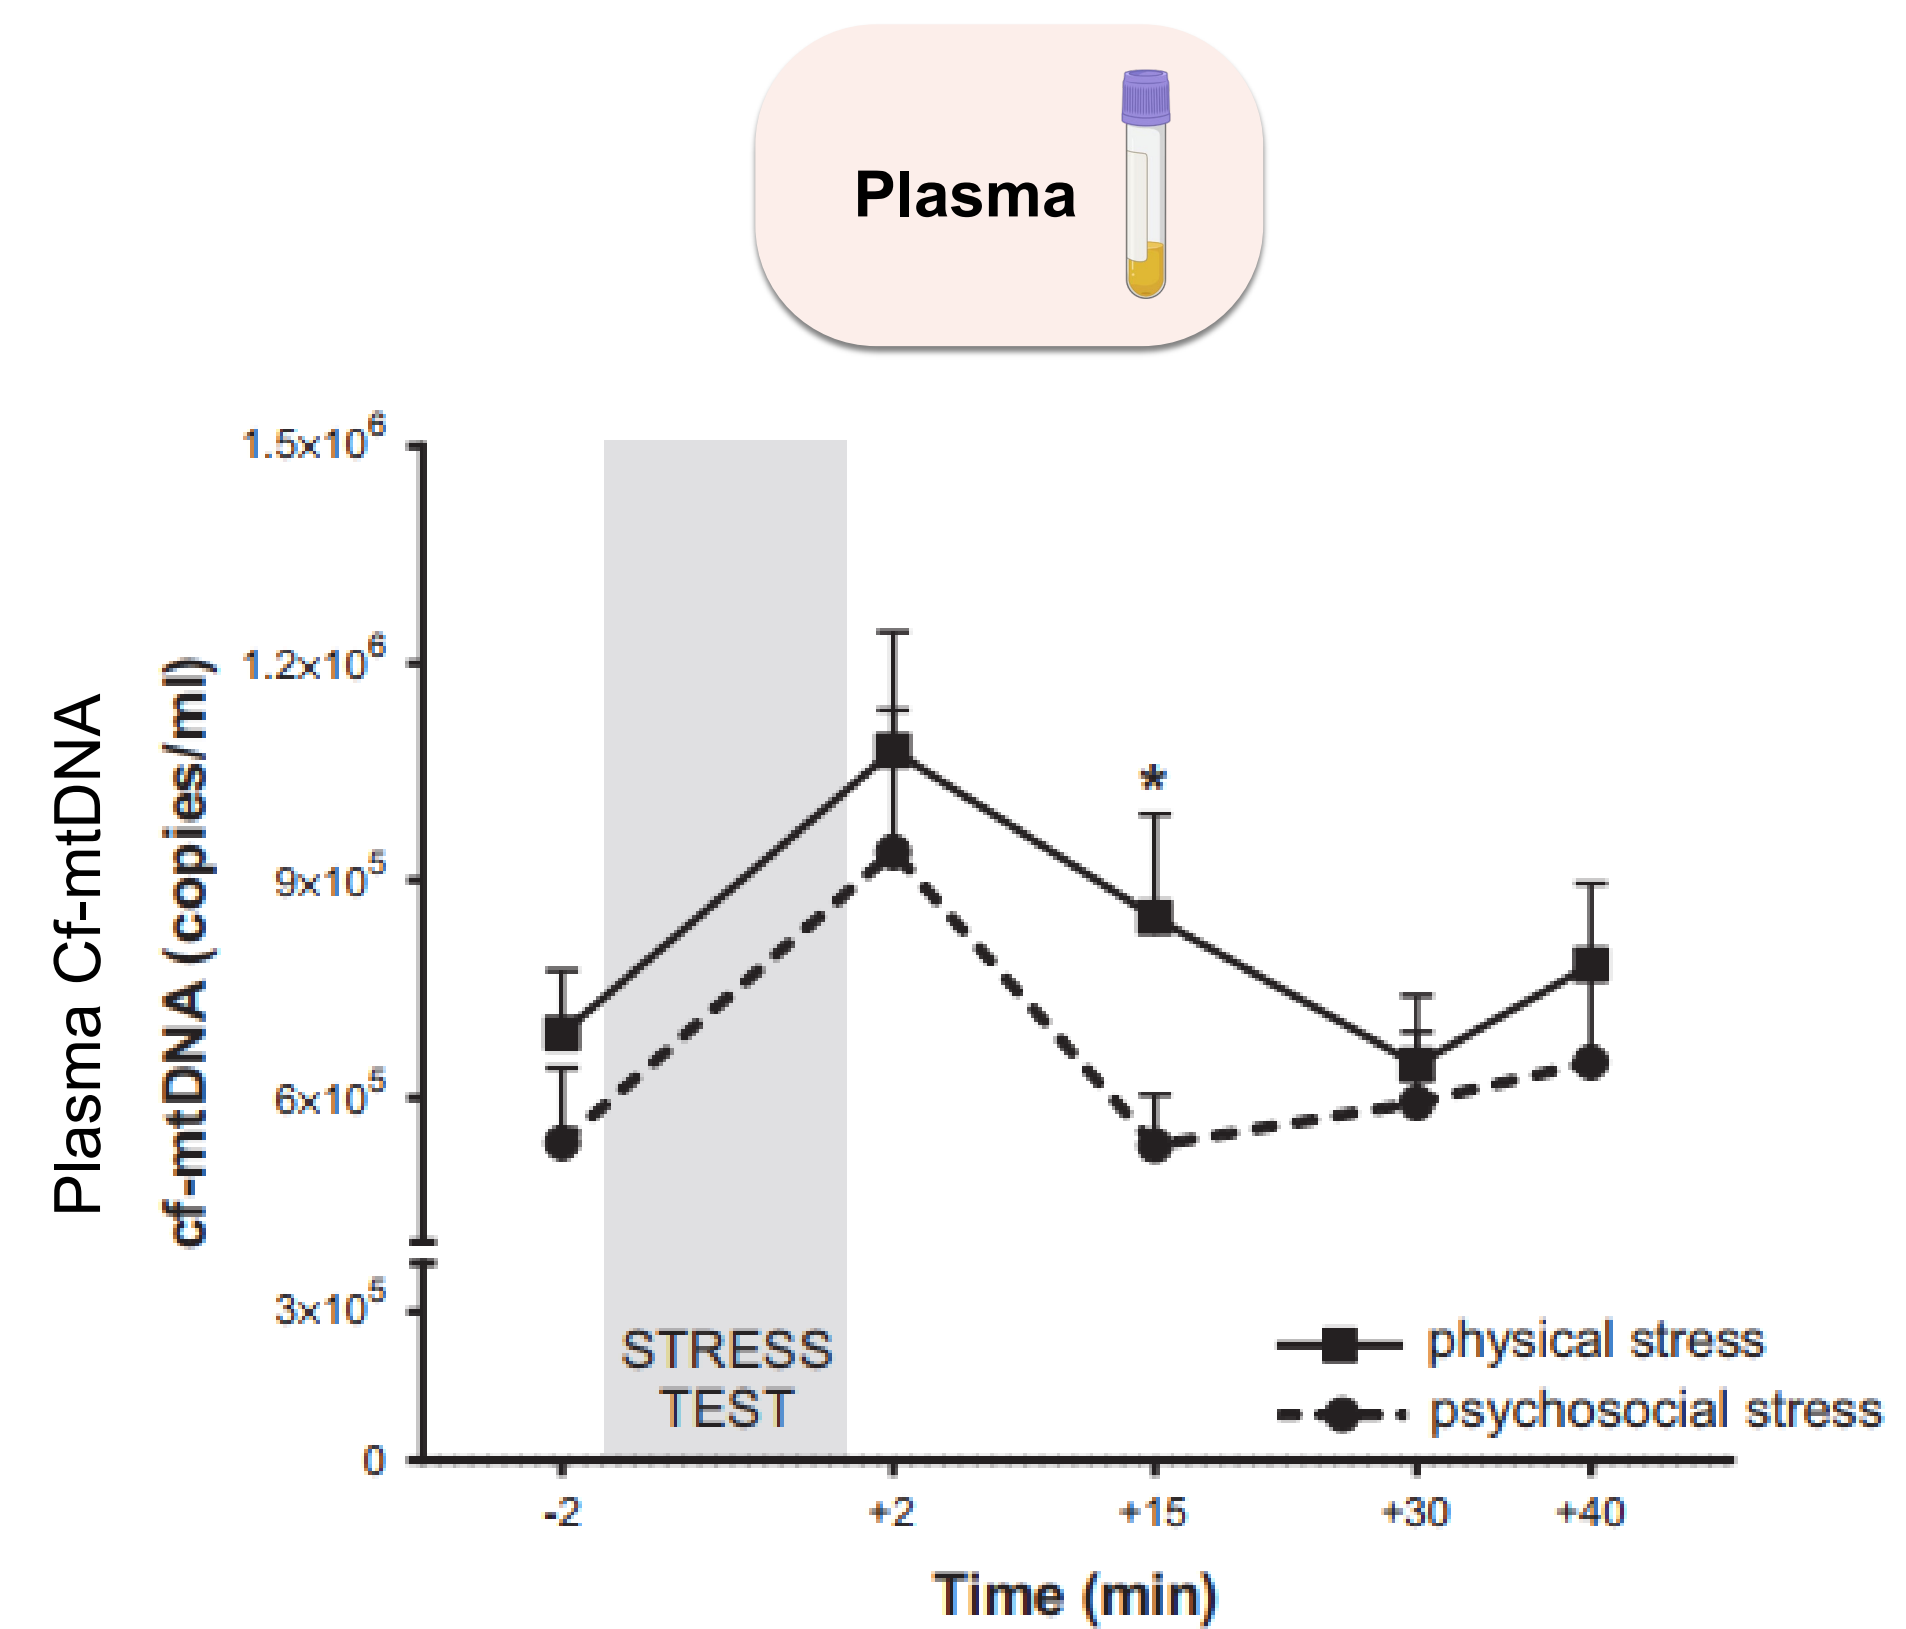 Plasma
Plasma Cf-mtDNA
cf-mtDNA (copies/ml)
1.5x10⁶
1.2x10⁶
9x10⁵
6x10⁵
3x10⁵
0
*
STRESS
TEST
physical stress
psychosocial stress
-2 +2 +15 +30 +40
Time (min)